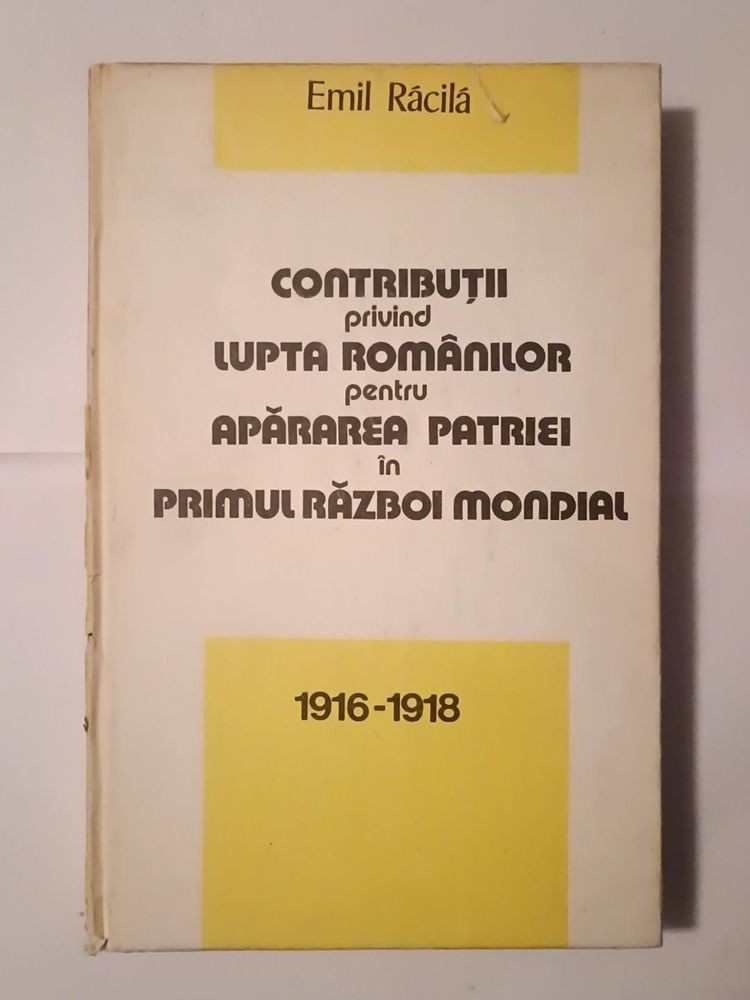 Emil Răcilă
CONTRIBUȚII
privind
LUPTA ROMÂNILOR
pentru
APĂRAREA PATRIEI
în
PRIMUL RĂZBOI MONDIAL
1916-1918